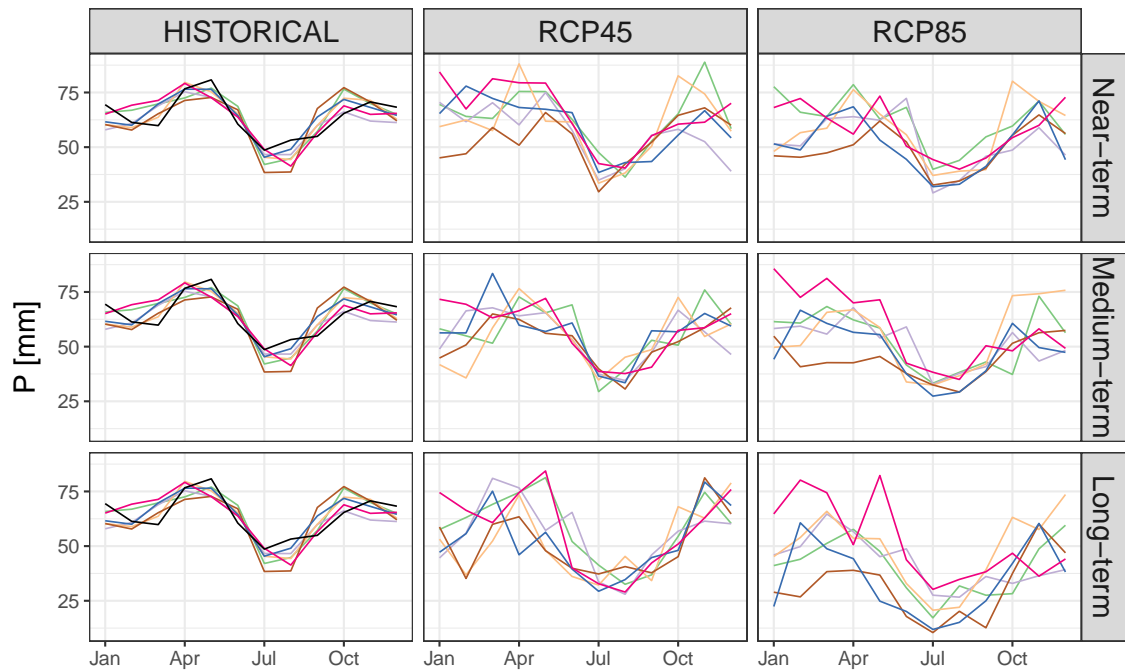 HISTORICAL RCP45 RCP85
75
50
25
Near−term
75
50
25
Medium−term
75
50
25
Long−term
P [mm]
Jan Apr Jul Oct Jan Apr Jul Oct Jan Apr Jul Oct